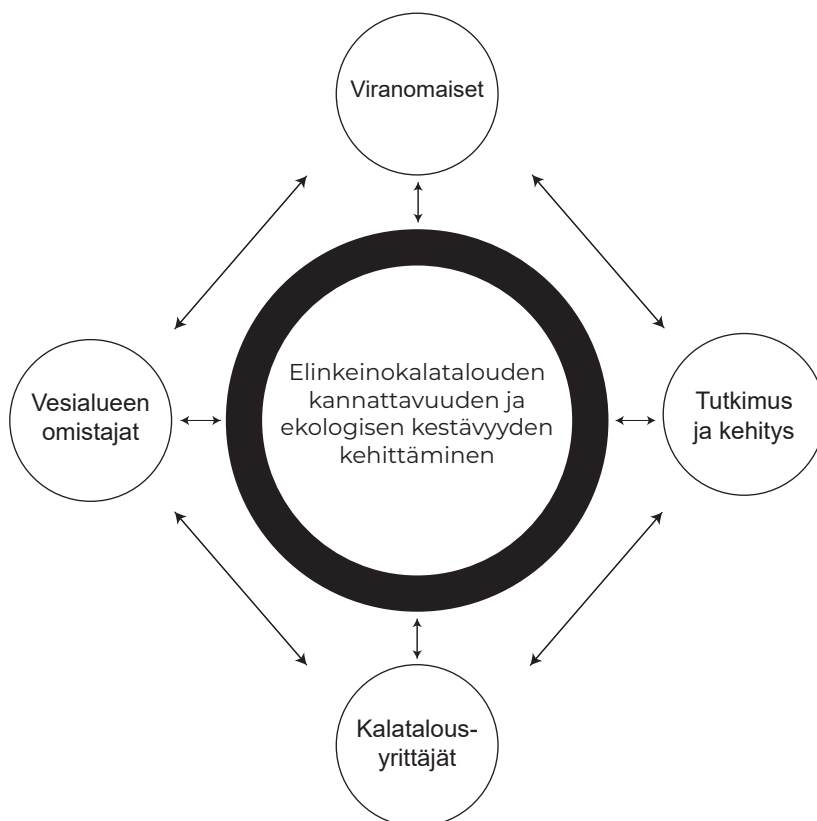 Viranomaiset
Vesialueen
omistajat
Elinkeinokalatalouden
kannattavuuden ja
ekologisen kestävyyden
kehittäminen
Tutkimus
ja kehitys
Kalatalous-
yrittäjät